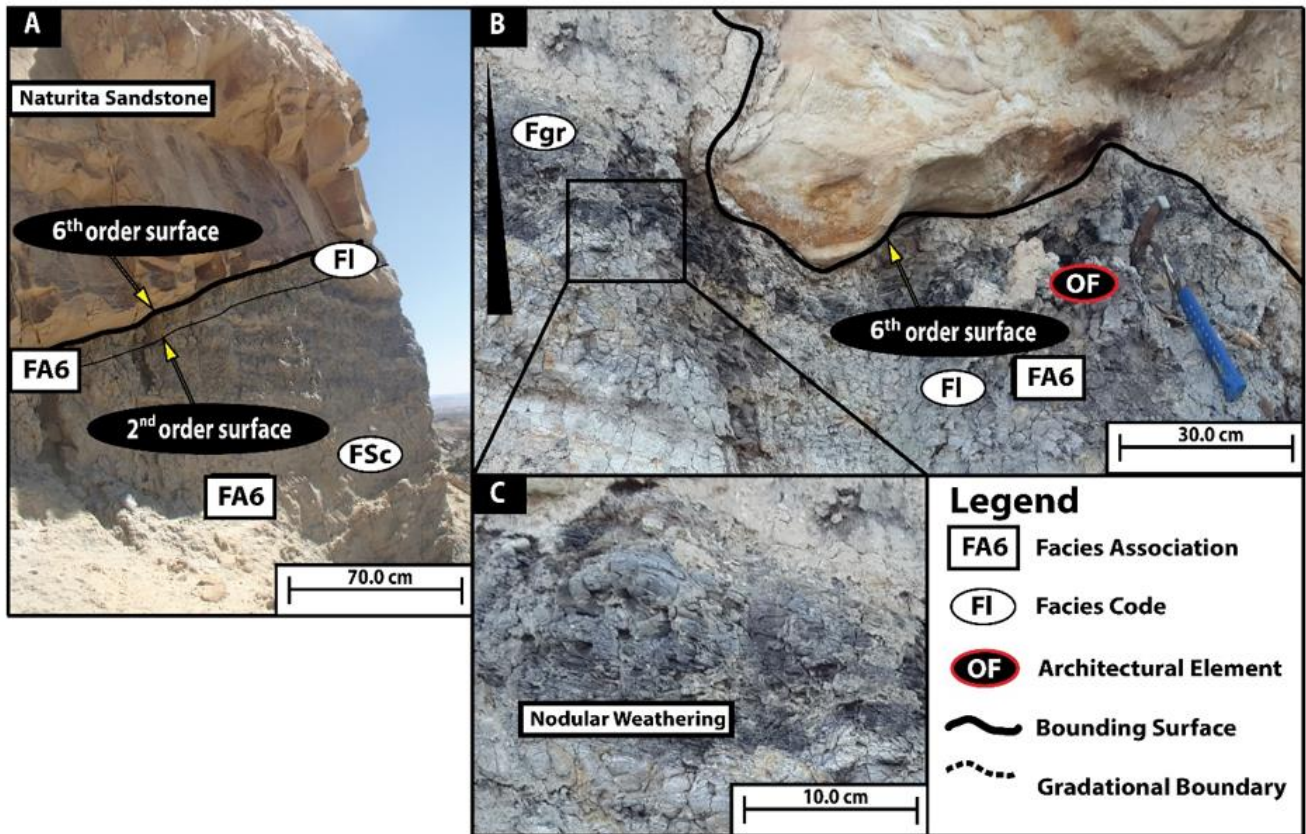 A
Naturita Sandstone
6th order surface
Fl
FA6
2nd order surface
FSc
FA6
70.0 cm
B
Fgr
OF
6th order surface
Fl
FA6
30.0 cm
C
Nodular Weathering
10.0 cm
Legend
FA6 Facies Association
Fl Facies Code
OF Architectural Element
Bounding Surface
Gradational Boundary